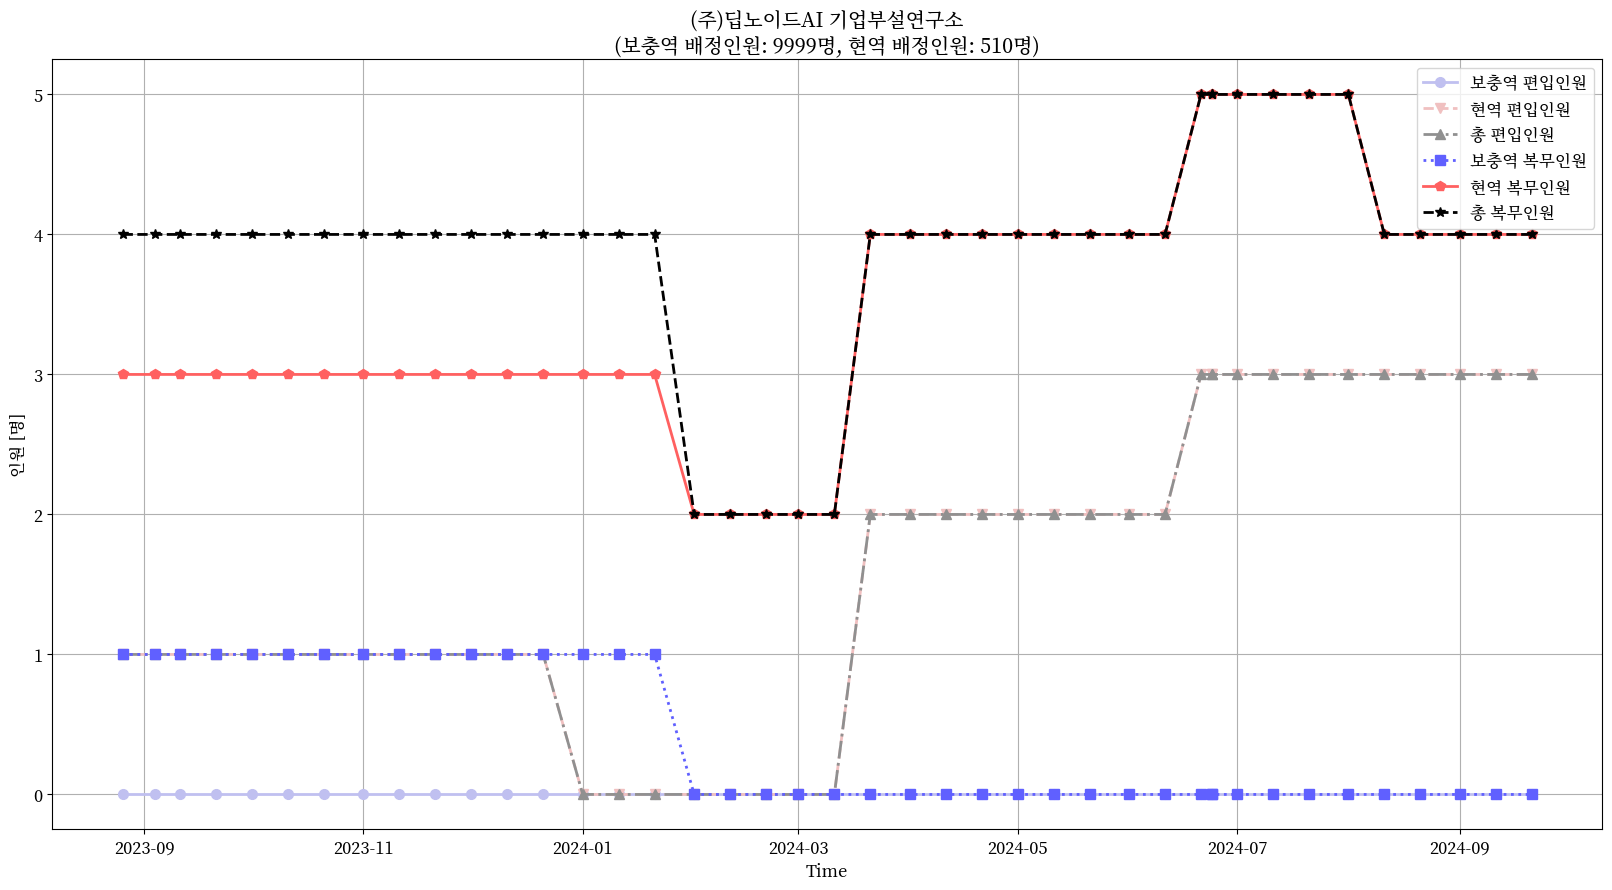 (주)딥노이드AI 기업부설연구소
(보충역 배정인원: 9999명, 현역 배정인원: 510명)
보충역 편입인원
현역 편입인원
총 편입인원
보충역 복무인원
현역 복무인원
총 복무인원
인원 [명]
5
4
3
2
1
0
2023-09
2023-11
2024-01
2024-03
2024-05
2024-07
2024-09
Time